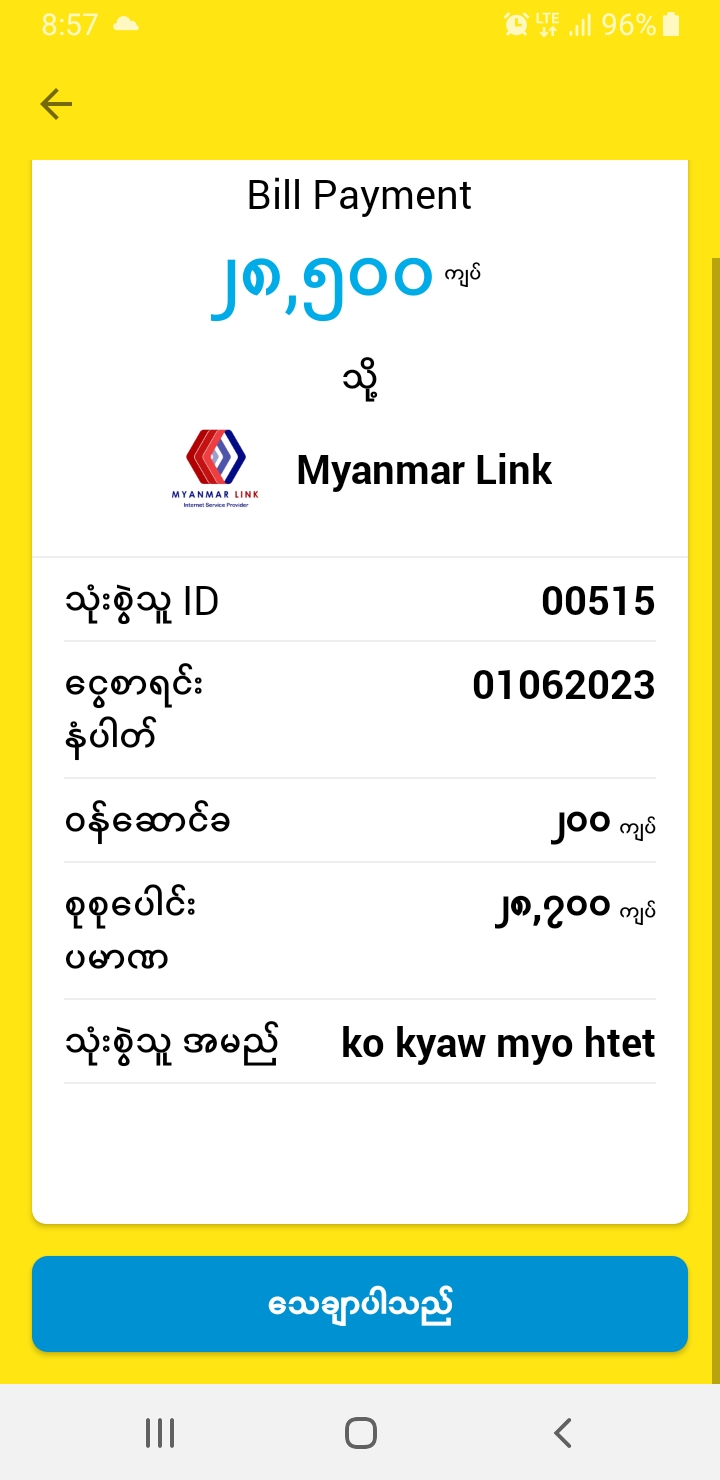 8:57
LTE 96%
Bill Payment
၂၈,၅၀၀ ကျပ်
သို့
MYANMAR LINK
Internet Service Provider
Myanmar Link
သုံးစွဲသူ ID 00515
ငွေစာရင်း 01062023
နံပါတ်
ဝန်ဆောင်ခ ၂၀၀ ကျပ်
စုစုပေါင်း ၂၈,၇၀၀ ကျပ်
ပမာဏ
သုံးစွဲသူ အမည် ko kyaw myo htet
သေချာပါသည်